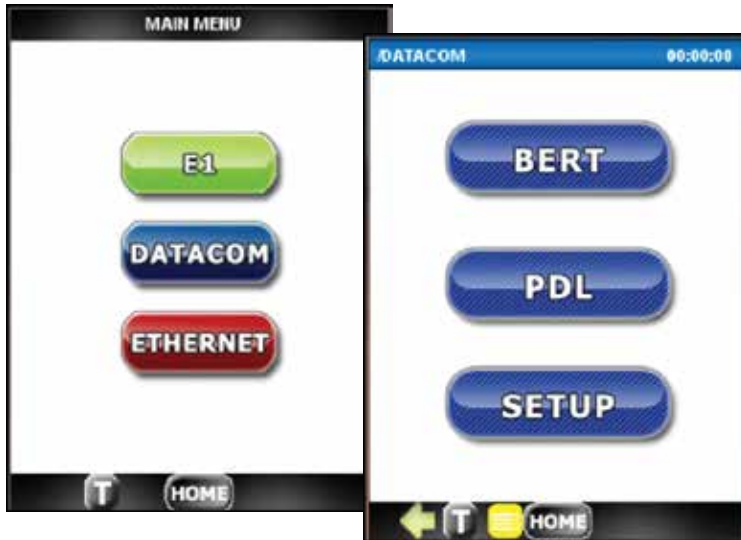 MAIN MENU
E1
DATACOM
ETHERNET
T
HOME
/DATACOM
00:00:00
BERT
PDL
SETUP
T
HOME